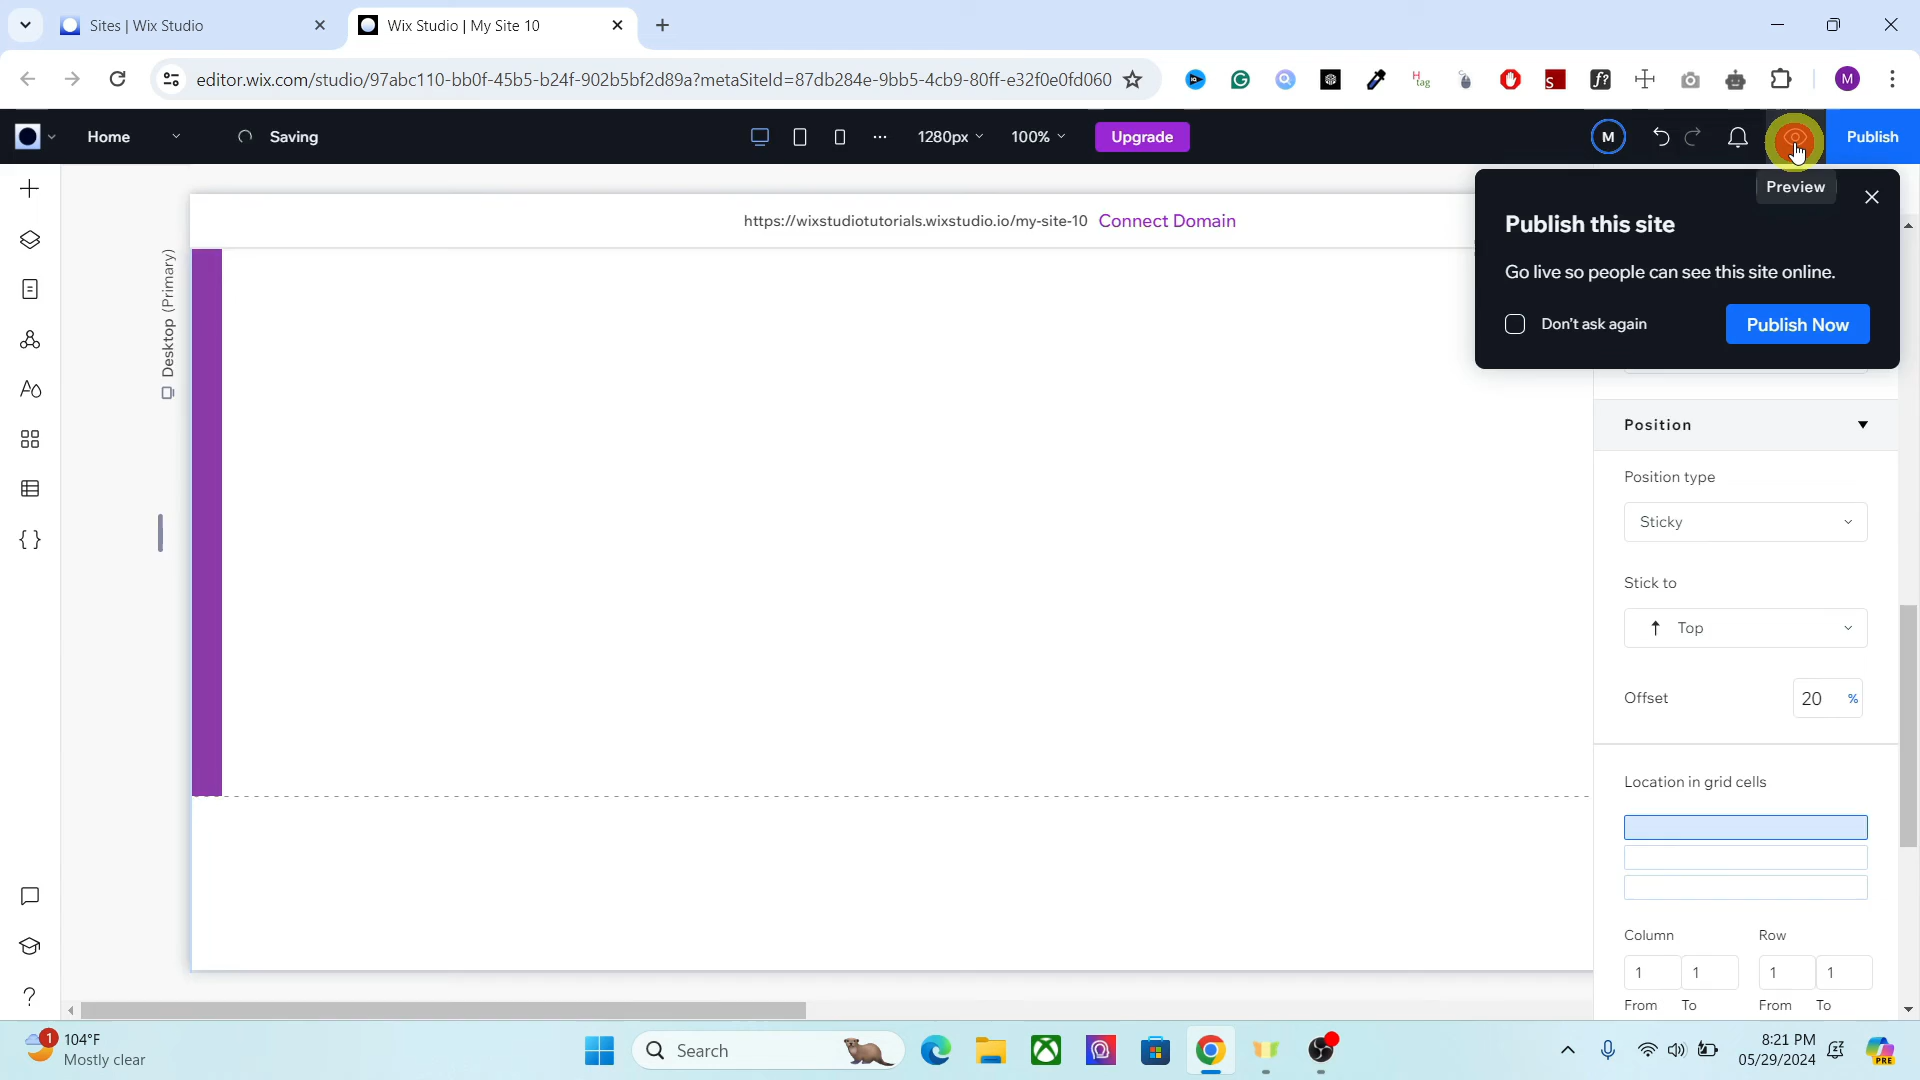 Sites | Wix Studio
Wix Studio | My Site 10
editor.wix.com/studio/97abc110-bb0f-45b5-b24f-902b5bf2d89a?metaSiteId=87db284e-9bb5-4cb9-80ff-e32f0e0fd060
H
tag
S
f?
M
Home
Saving
1280px
100%
Upgrade
M
Publish
Preview
https://wixstudiotutorials.wixstudio.io/my-site-10
Connect Domain
Publish this site
Go live so people can see this site online.
Don't ask again
Publish Now
Desktop (Primary)
Position
Position type
Sticky
Stick to
Top
Offset
20 %
Location in grid cells
Column
Row
1 1 1 1
From To From To
1
104°F
Mostly clear
Search
8:21 PM
05/29/2024
PRE